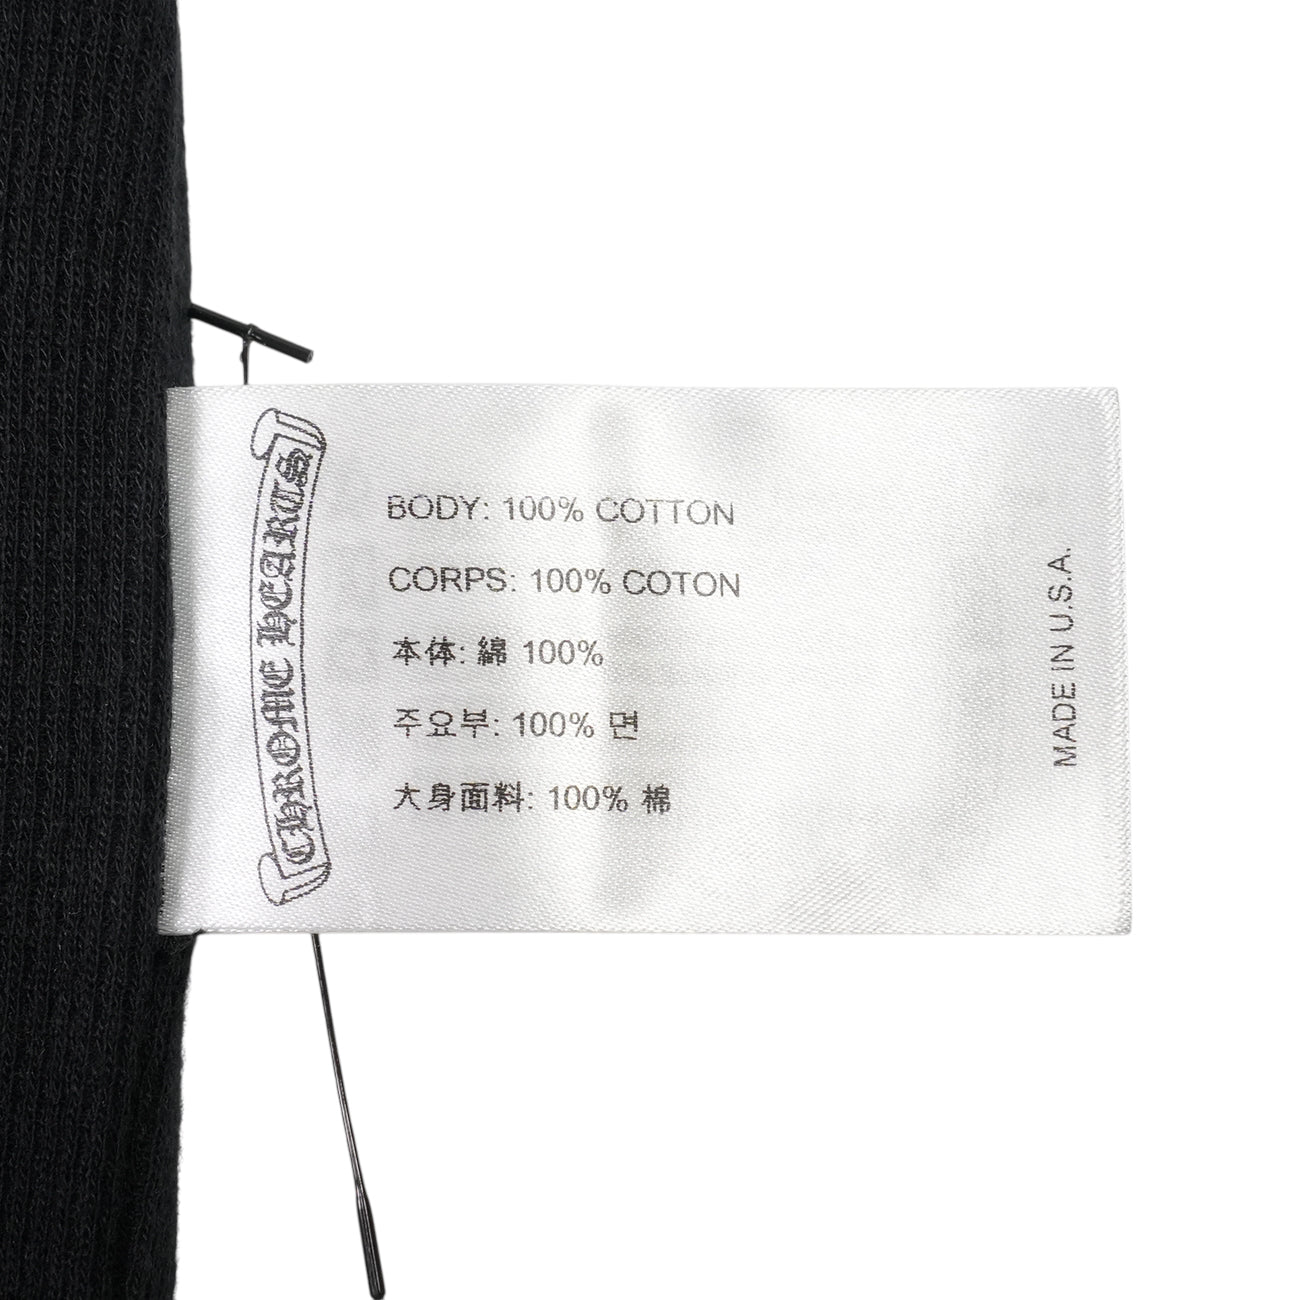 CHROME HEARTS
BODY: 100% COTTON
CORPS: 100% COTON
本体: 綿 100%
주요부: 100% 면
大身面料: 100% 棉
MADE IN U.S.A.